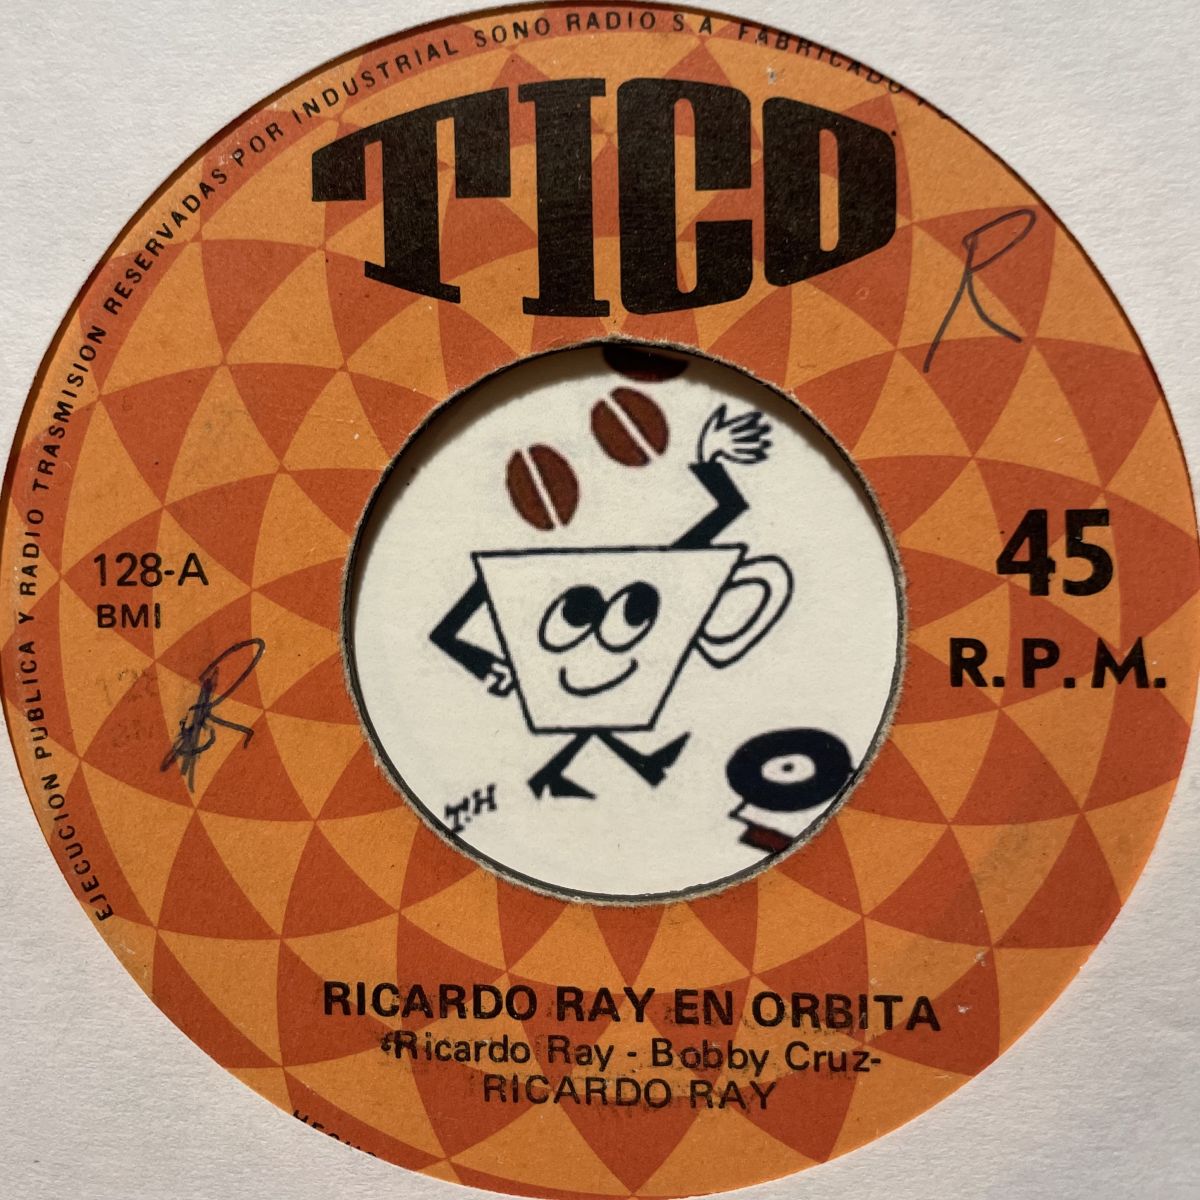 EJECUCION PUBLICA Y RADIO TRASMISION RESERVADAS POR INDUSTRIAL SONO RADIO S A FABRICADO
TICO
R
128-A
BMI
45
R.P.M.
R
T.H
RICARDO RAY EN ORBITA
Ricardo Ray - Bobby Cruz-
RICARDO RAY